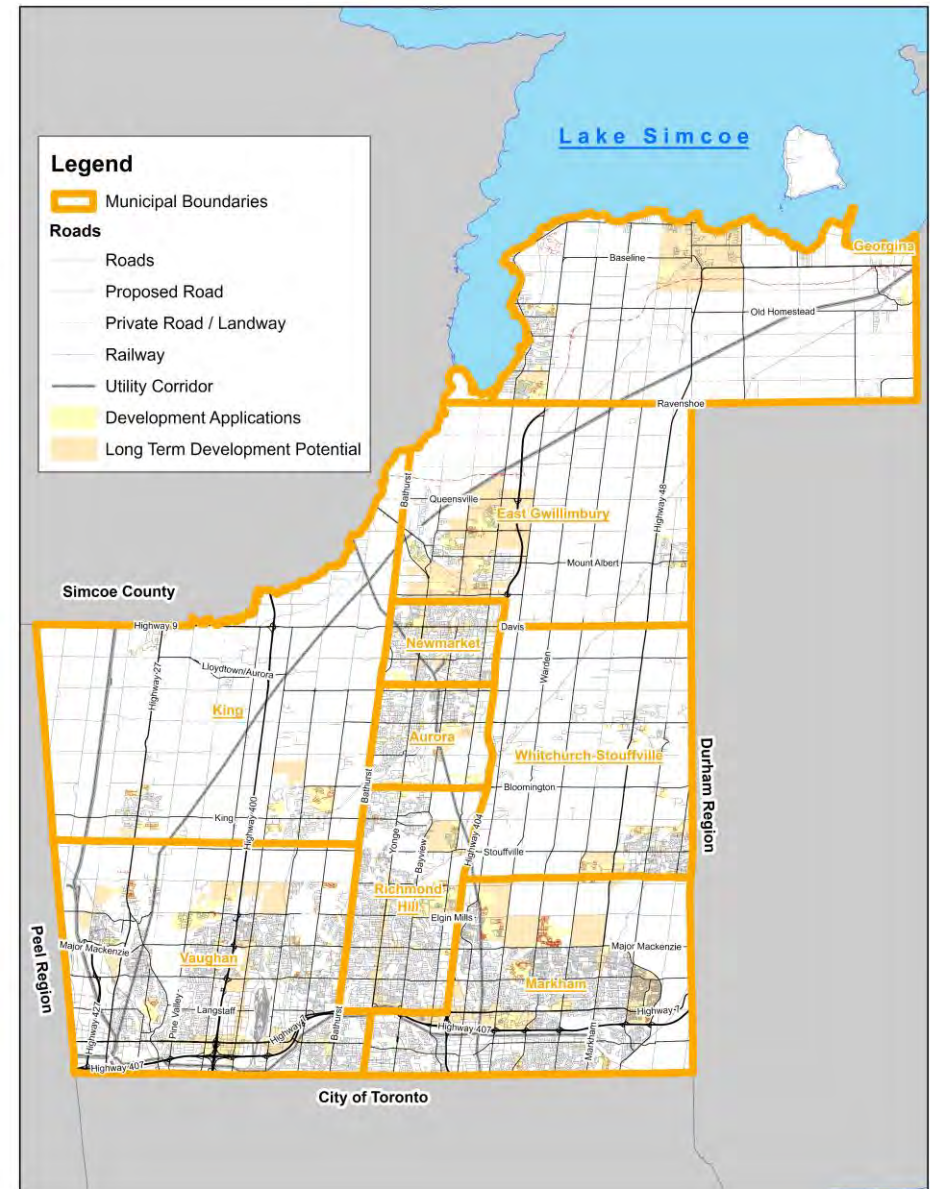 Lake Simcoe
Legend
Municipal Boundaries
Roads
Roads
Proposed Road
Private Road / Landway
Railway
Utility Corridor
Development Applications
Long Term Development Potential
Georgina
Baseline
Old Homestead
Ravenshoe
Bathurst
Queensville
East Gwillimbury
Highway 48
Mount Albert
Simcoe County
Highway 9
Davis
Newmarket
Lloydtown/Aurora
Highway 27
Warden
King
Aurora
Whitchurch-Stouffville
Durham Region
Bathurst
Bloomington
Highway 400
King
Yonge
Bayview
Highway 404
Stouffville
Richmond
Hill
Elgin Mills
Peel Region
Major Mackenzie
Vaughan
Major Mackenzie
Markham
Highway 427
Pine Valley
Langstaff
Highway 7
Bathurst
Highway 7
Highway 407
Markham
Highway 407
City of Toronto